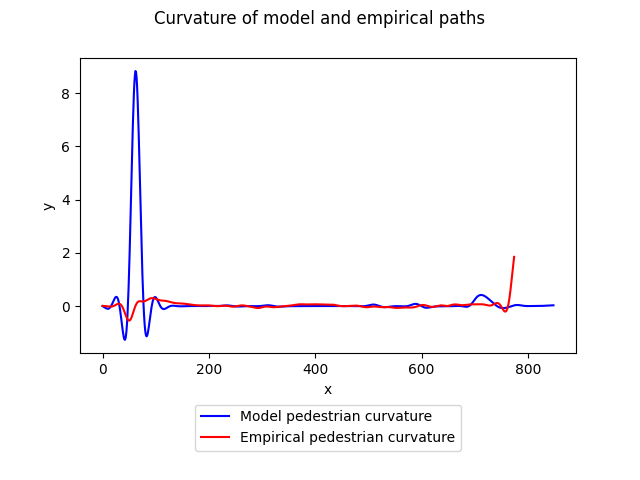 Curvature of model and empirical paths
8
6
4
2
0
y
0 200 400 600 800
x
Model pedestrian curvature
Empirical pedestrian curvature